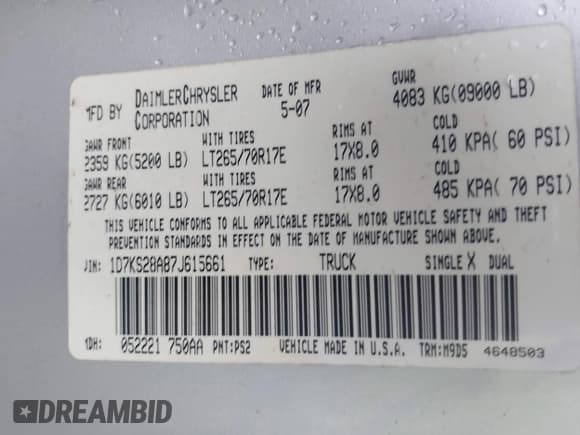 MFD BY DAIMLERCHRYSLER CORPORATION DATE OF MFR 5-07 GVWR 4083 KG(09000 LB)
GAWR FRONT WITH TIRES RIMS AT COLD
2359 KG(5200 LB) LT265/70R17E 17X8.0 410 KPA( 60 PSI)
GAWR REAR WITH TIRES RIMS AT COLD
2727 KG(6010 LB) LT265/70R17E 17X8.0 485 KPA( 70 PSI)
THIS VEHICLE CONFORMS TO ALL APPLICABLE FEDERAL MOTOR VEHICLE SAFETY AND THEFT
PREVENTION STANDARDS IN EFFECT ON THE DATE OF MANUFACTURE SHOWN ABOVE.
VIN: 1D7KS28A87J615661 TYPE: TRUCK SINGLE X DUAL
MDH: 052221 750AA PNT:PS2 VEHICLE MADE IN U.S.A. TRM:M9D5 4648503
DREAMBID